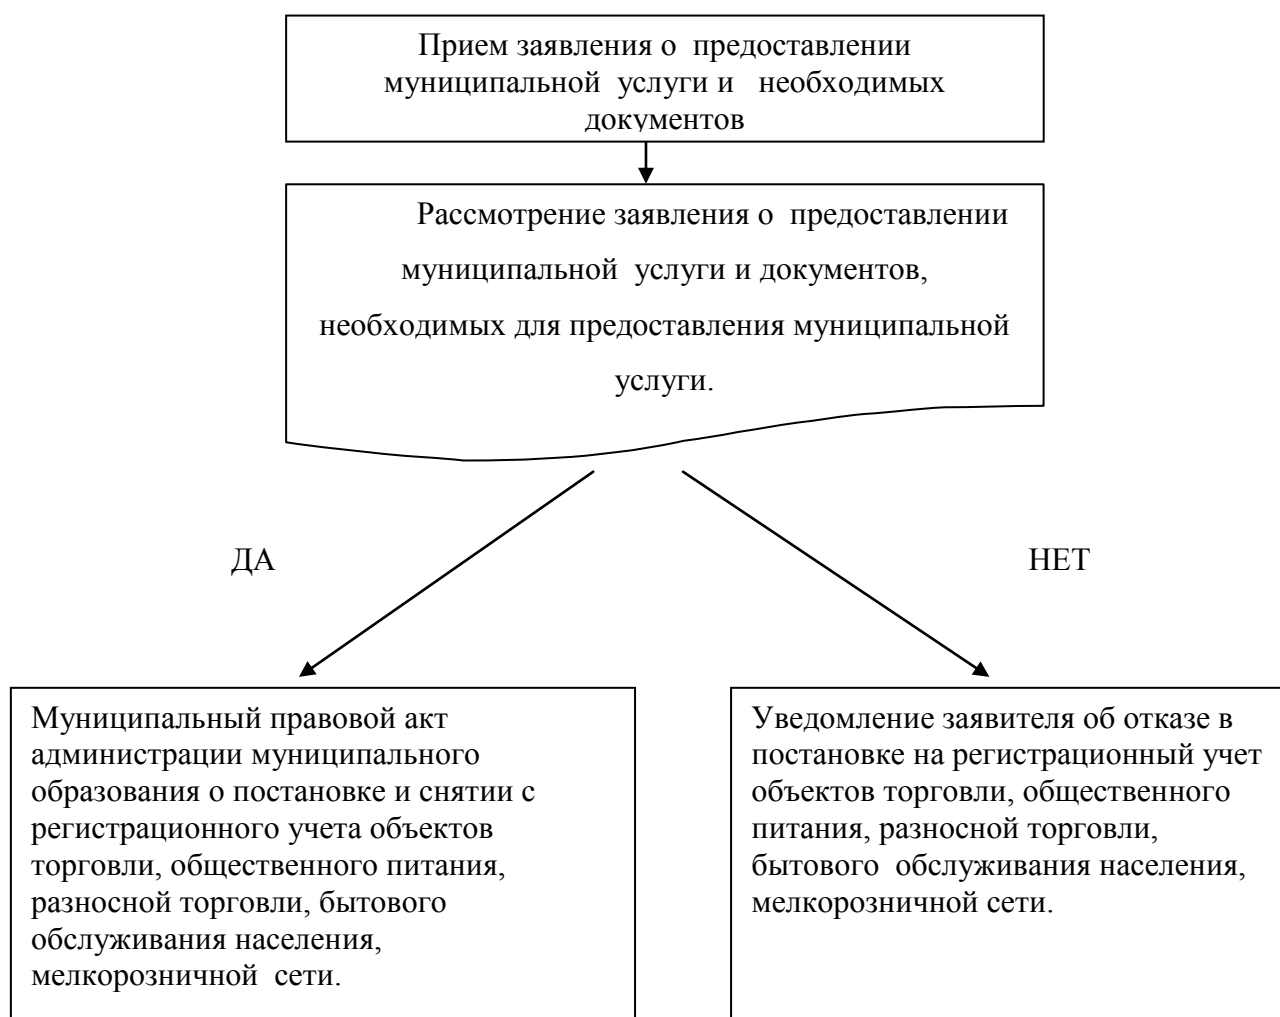 Прием заявления о предоставлении
муниципальной услуги и необходимых
документов
Рассмотрение заявления о предоставлении
муниципальной услуги и документов,
необходимых для предоставления муниципальной
услуги.
ДА
НЕТ
Муниципальный правовой акт
администрации муниципального
образования о постановке и снятии с
регистрационного учета объектов
торговли, общественного питания,
разносной торговли, бытового
обслуживания населения,
мелкорозничной сети.
Уведомление заявителя об отказе в
постановке на регистрационный учет
объектов торговли, общественного
питания, разносной торговли,
бытового обслуживания населения,
мелкорозничной сети.